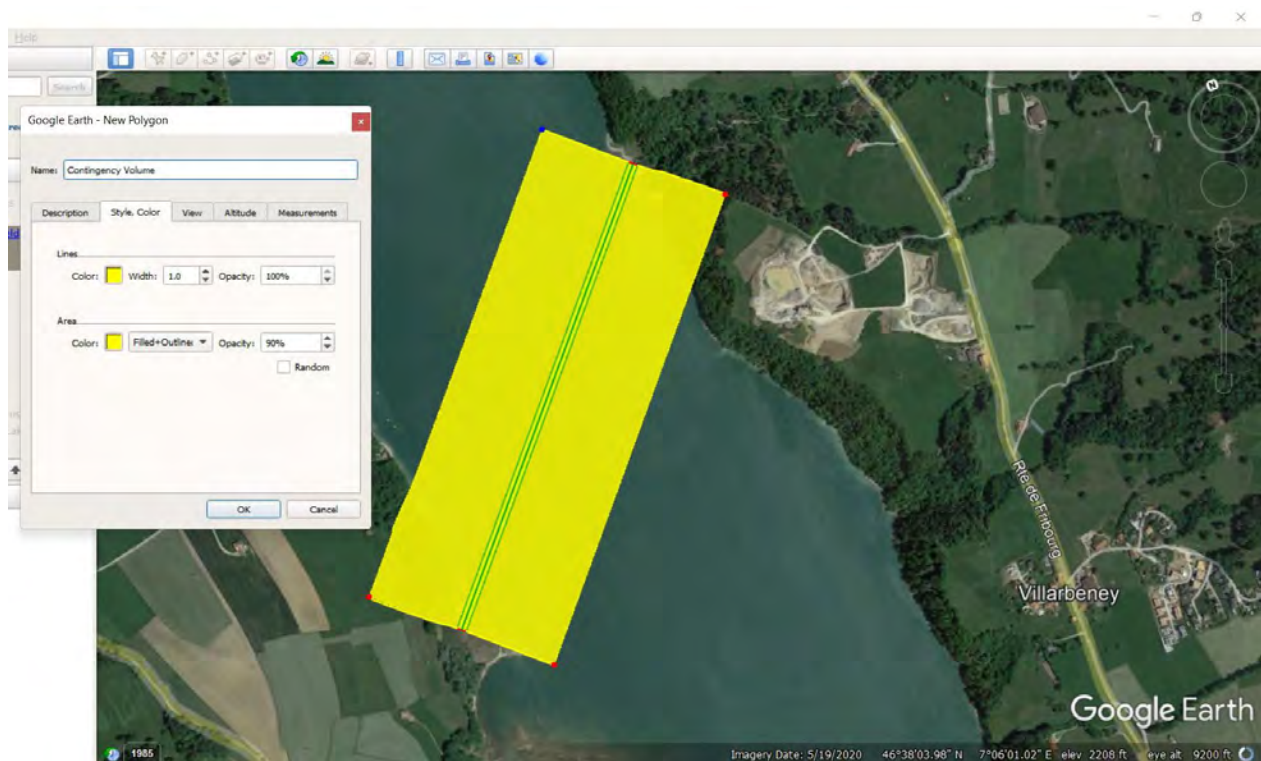 Help
Search
Google Earth - New Polygon
Name: Contingency Volume
Description Style, Color View Altitude Measurements
Lines
Color: Width: 1.0 Opacity: 100%
Area
Color: Filled+Outline Opacity: 90%
Random
OK Cancel
N
Rte de Fribourg
Villarbeney
Google Earth
1985
Imagery Date: 5/19/2020 46°38'03.98" N 7°06'01.02" E elev 2208 ft eye alt 9200 ft